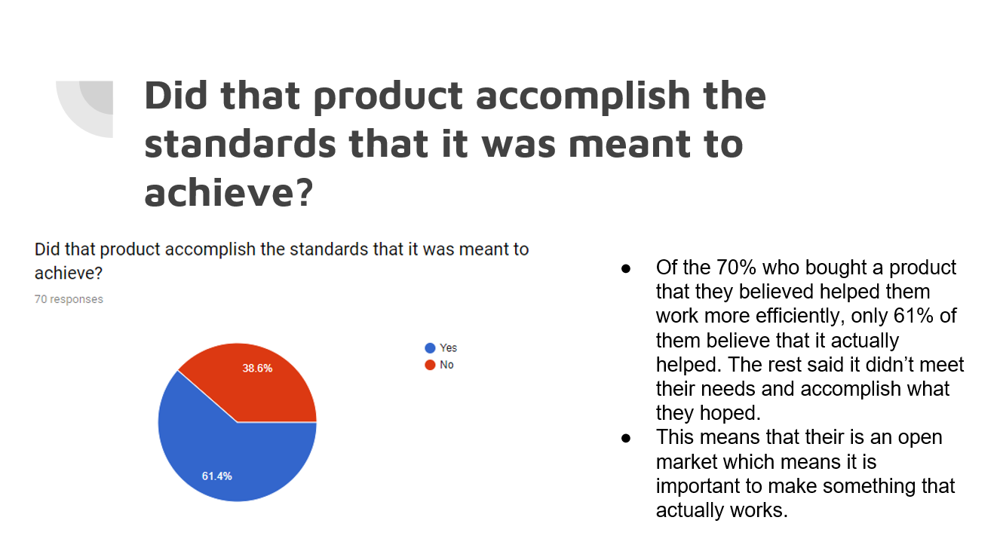 Did that product accomplish the
standards that it was meant to
achieve?
Did that product accomplish the standards that it was meant to
achieve?
70 responses
Yes
No
38.6%
61.4%
● Of the 70% who bought a product
that they believed helped them
work more efficiently, only 61% of
them believe that it actually
helped. The rest said it didn’t meet
their needs and accomplish what
they hoped.
● This means that their is an open
market which means it is
important to make something that
actually works.